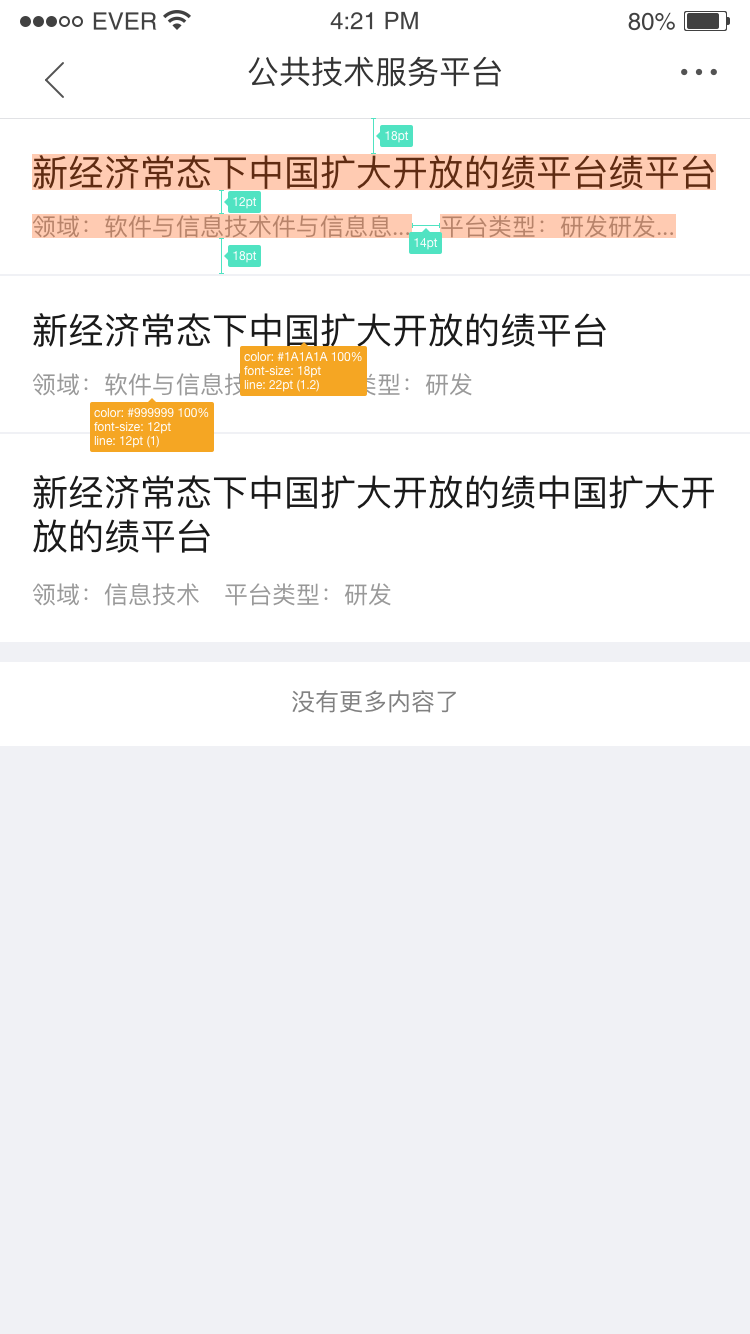 EVER 4:21 PM 80%
公共技术服务平台
18pt
新经济常态下中国扩大开放的绩平台绩平台
12pt
领域：软件与信息技术件与信息息... 平台类型：研发研发...
14pt
18pt
新经济常态下中国扩大开放的绩平台
color: #1A1A1A 100%
font-size: 18pt
line: 22pt (1.2)
领域：软件与信息技 类型：研发
color: #999999 100%
font-size: 12pt
line: 12pt (1)
新经济常态下中国扩大开放的绩中国扩大开
放的绩平台
领域：信息技术 平台类型：研发
没有更多内容了